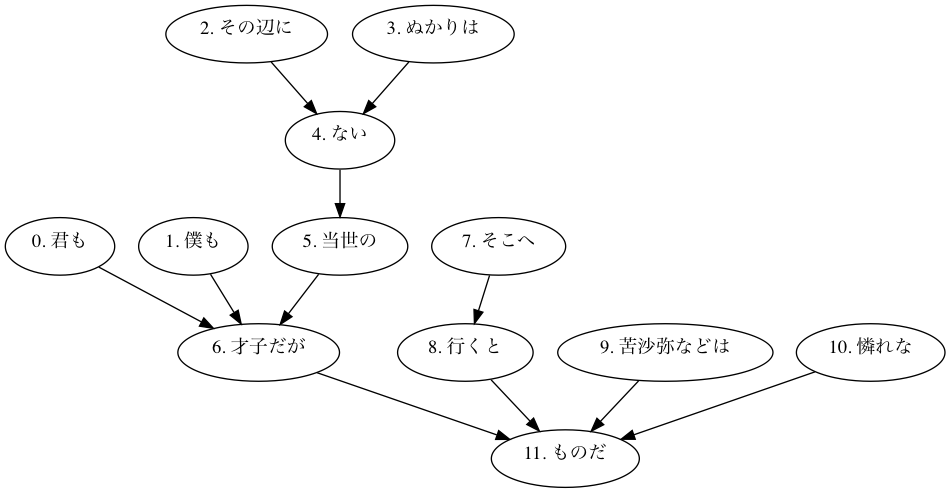 2. その辺に
3. ぬかりは
4. ない
0. 君も
1. 僕も
5. 当世の
7. そこへ
6. 才子だが
8. 行くと
9. 苦沙弥などは
10. 憐れな
11. ものだ